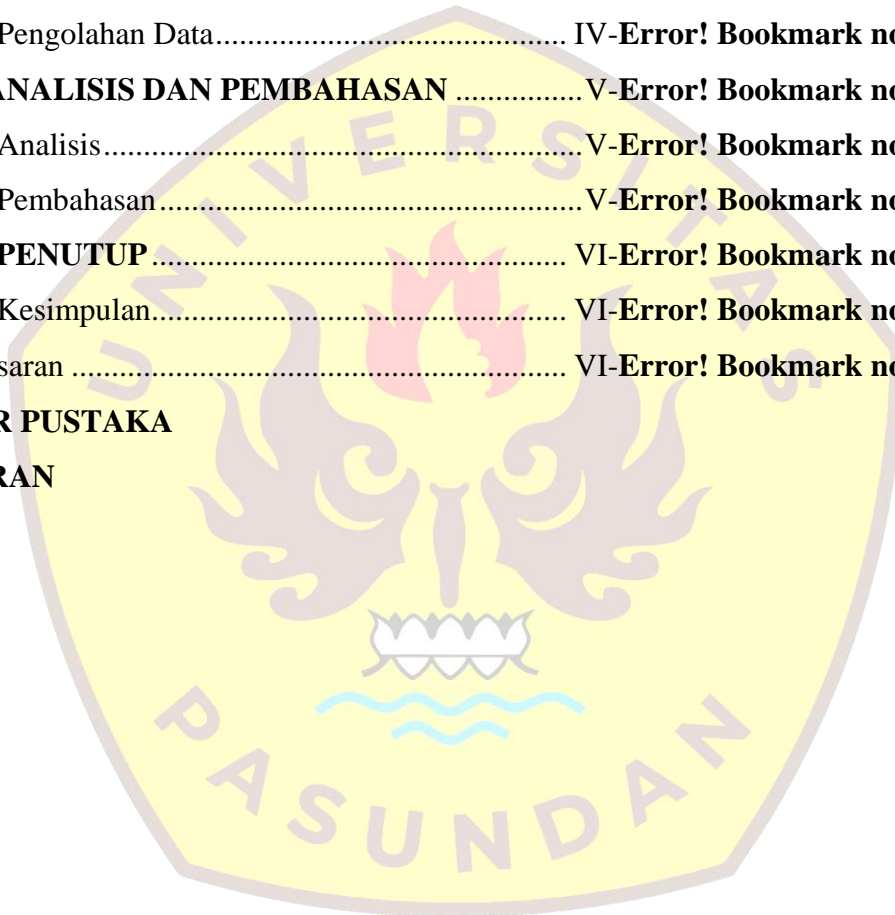 Pengolahan Data............................................ IV-Error! Bookmark no
ANALISIS DAN PEMBAHASAN ................V-Error! Bookmark no
Analisis............................................................V-Error! Bookmark no
Pembahasan.....................................................V-Error! Bookmark no
PENUTUP.................................................... VI-Error! Bookmark no
Kesimpulan.................................................... VI-Error! Bookmark no
saran .............................................................. VI-Error! Bookmark no
R PUSTAKA
RAN
UNIVERSITAS
PASUNDAN